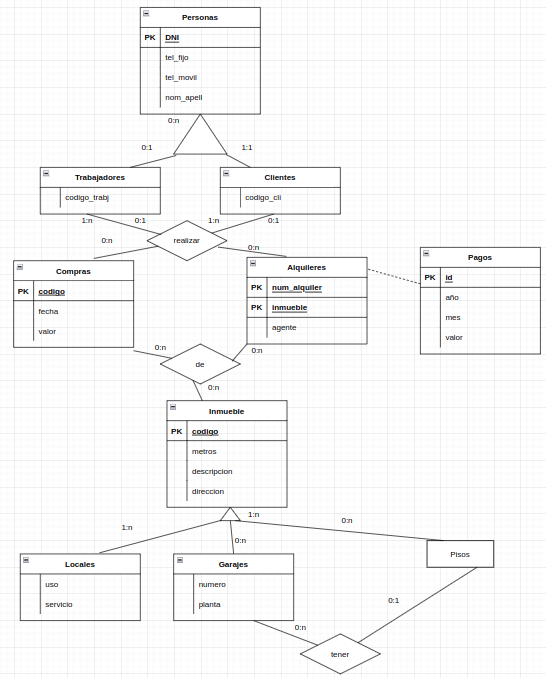 Personas
PK DNI
tel_fijo
tel_movil
nom_apell
0:n
0:1
1:1
Trabajadores
codigo_trabj
Clientes
codigo_cli
1:n
0:1
1:n
0:1
realizar
0:n
0:n
Compras
PK codigo
fecha
valor
Alquileres
PK num_alquiler
PK inmueble
agente
Pagos
PK id
año
mes
valor
0:n
0:n
de
0:n
Inmueble
PK codigo
metros
descripcion
direccion
1:n
0:n
1:n
0:n
Locales
uso
servicio
Garajes
numero
planta
Pisos
0:1
0:n
tener